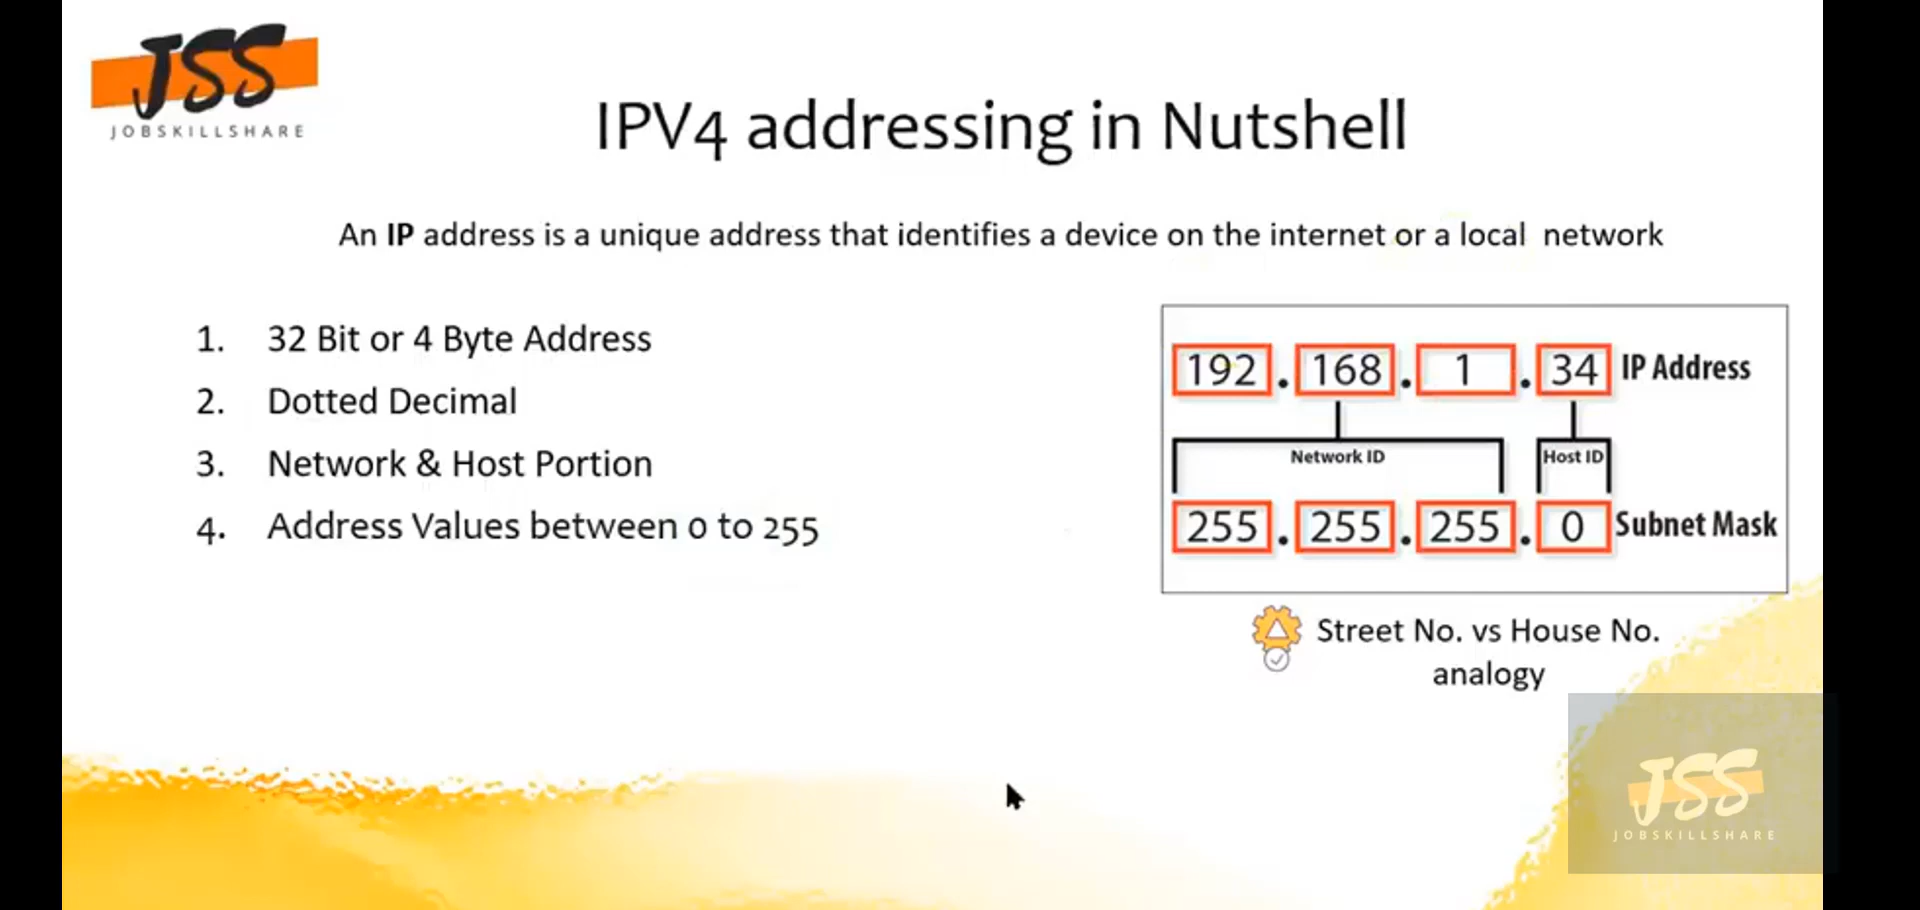 JSS
JOBSKILLSHARE
IPV4 addressing in Nutshell
An IP address is a unique address that identifies a device on the internet or a local network
1. 32 Bit or 4 Byte Address
2. Dotted Decimal
3. Network & Host Portion
4. Address Values between 0 to 255
192.168.1.34 IP Address
Network ID Host ID
255.255.255.0 Subnet Mask
Street No. vs House No.
analogy
JSS
JOBSKILLSHARE